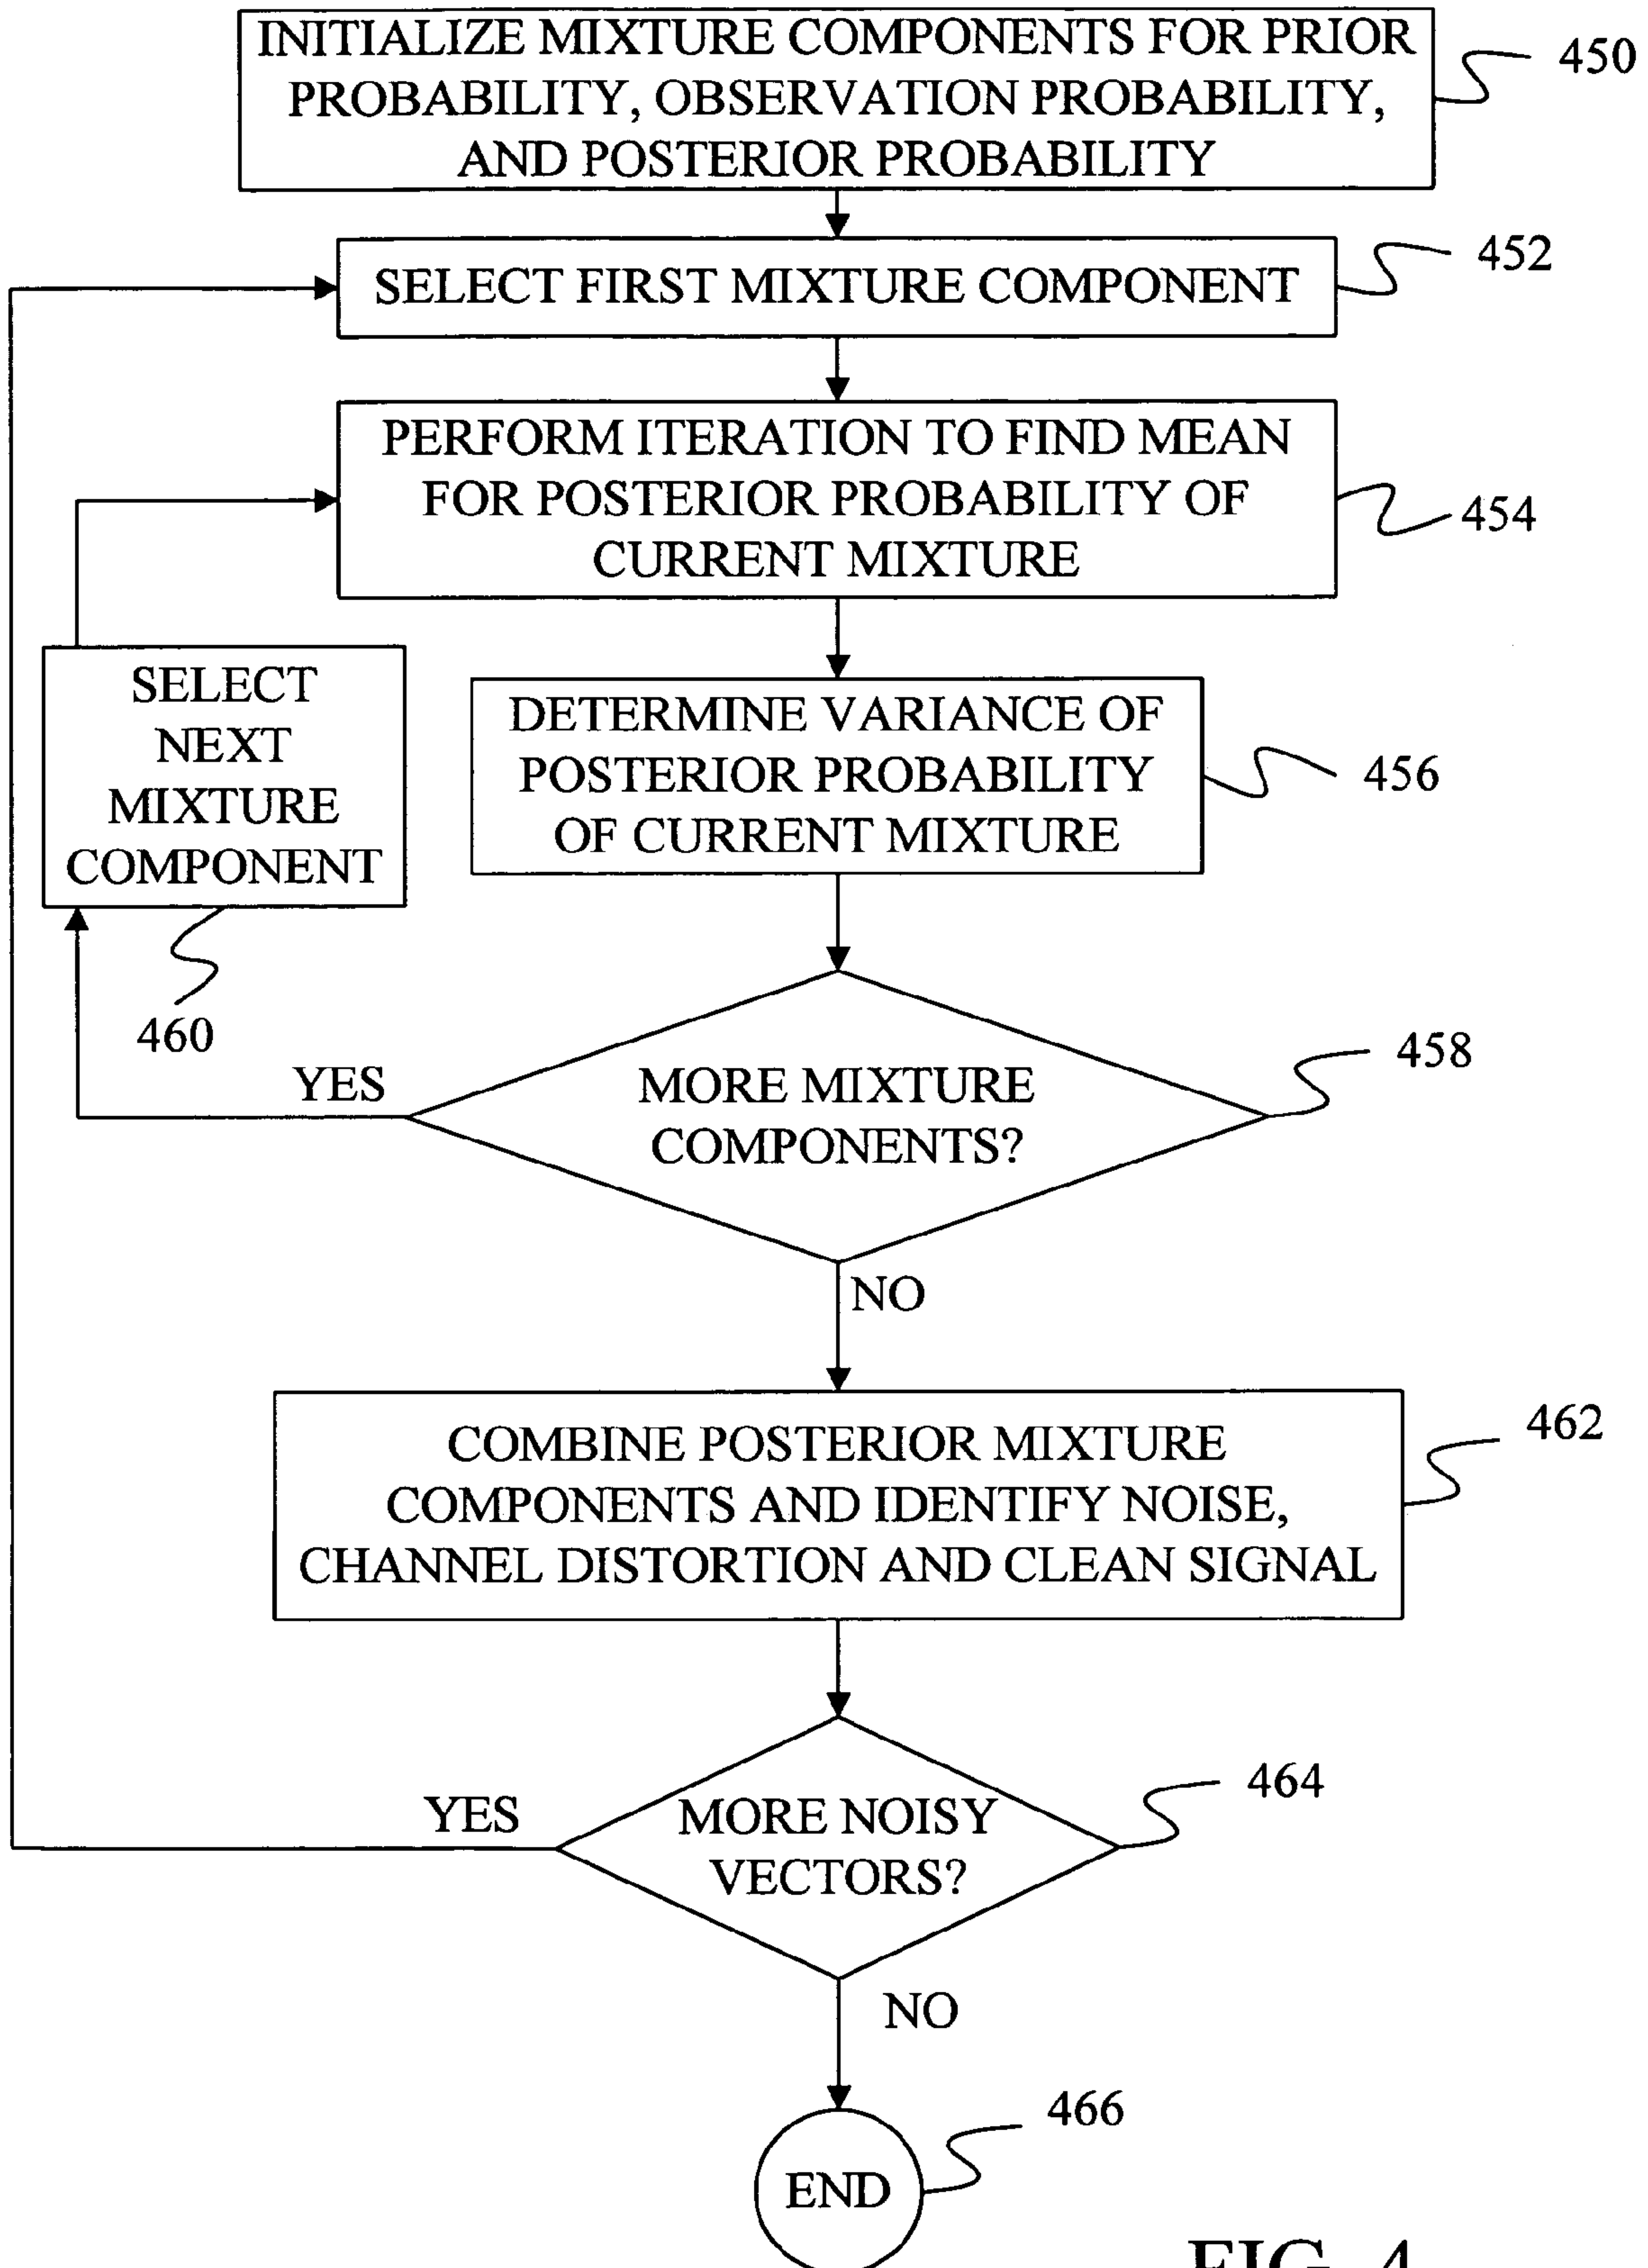 INITIALIZE MIXTURE COMPONENTS FOR PRIOR
PROBABILITY, OBSERVATION PROBABILITY,
AND POSTERIOR PROBABILITY
450
SELECT FIRST MIXTURE COMPONENT
452
PERFORM ITERATION TO FIND MEAN
FOR POSTERIOR PROBABILITY OF
CURRENT MIXTURE
454
SELECT
NEXT
MIXTURE
COMPONENT
460
DETERMINE VARIANCE OF
POSTERIOR PROBABILITY
OF CURRENT MIXTURE
456
YES
MORE MIXTURE
COMPONENTS?
458
NO
COMBINE POSTERIOR MIXTURE
COMPONENTS AND IDENTIFY NOISE,
CHANNEL DISTORTION AND CLEAN SIGNAL
462
YES
MORE NOISY
VECTORS?
464
NO
END
466
FIG. 4